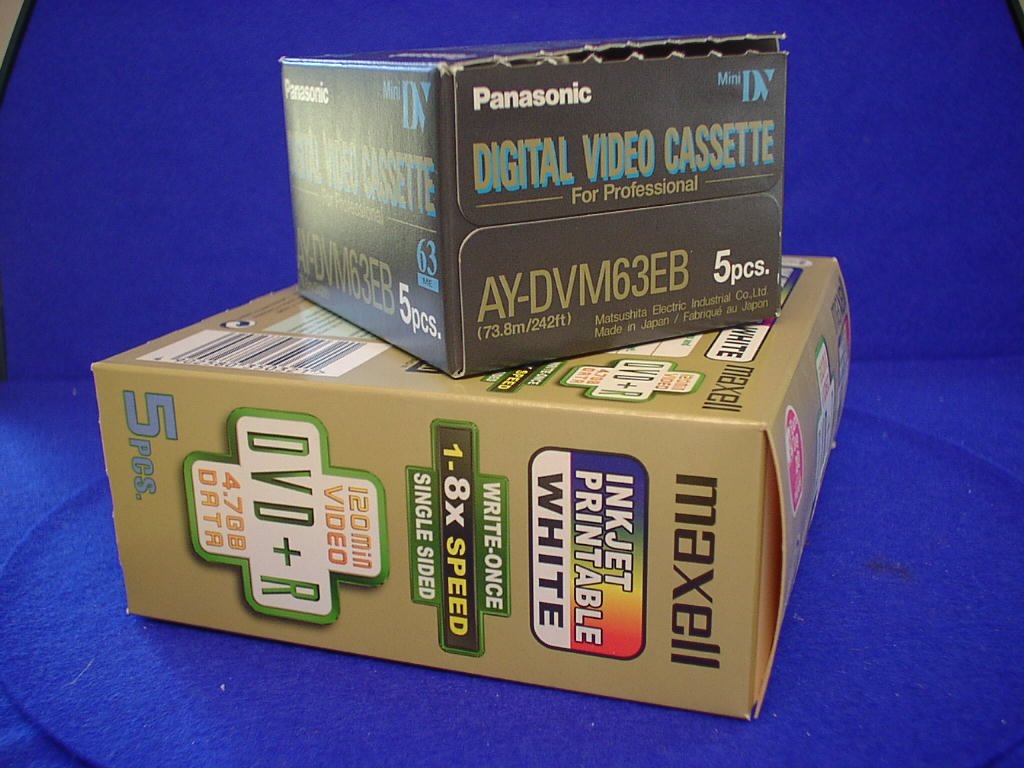 Panasonic
Mini DV
DIGITAL VIDEO CASSETTE
For Professional
AY-DVM63EB 5pcs.
(73.8m/242ft)
Matsushita Electric Industrial Co.,Ltd.
Made in Japan / Fabriqué au Japon
Panasonic
Mini DV
VIDEO CASSETTE
Professional
AY-DVM63EB
63
ME
5pcs.
maxell
INKJET
PRINTABLE
WHITE
WRITE-ONCE
1-8x SPEED
SINGLE SIDED
120min
VIDEO
DVD+R
4.7GB
DATA
5PCS.
WHITE
maxell
DVD+R